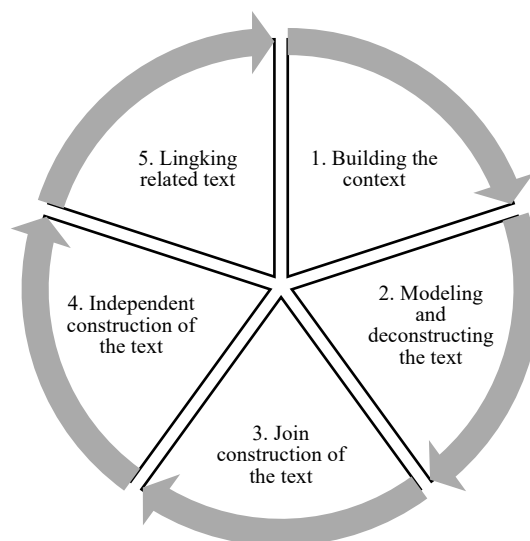 1. Building the
context
2. Modeling
and
deconstructing
the text
3. Join
construction of
the text
4. Independent
construction of
the text
5. Lingking
related text